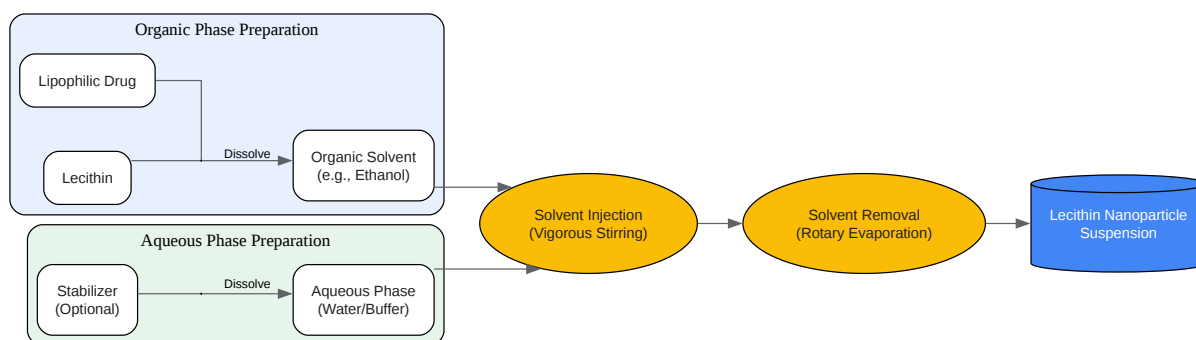 Organic Phase Preparation
Lipophilic Drug
Lecithin
Dissolve
Organic Solvent
(e.g., Ethanol)
Aqueous Phase Preparation
Stabilizer
(Optional)
Dissolve
Aqueous Phase
(Water/Buffer)
Solvent Injection
(Vigorous Stirring)
Solvent Removal
(Rotary Evaporation)
Lecithin Nanoparticle
Suspension